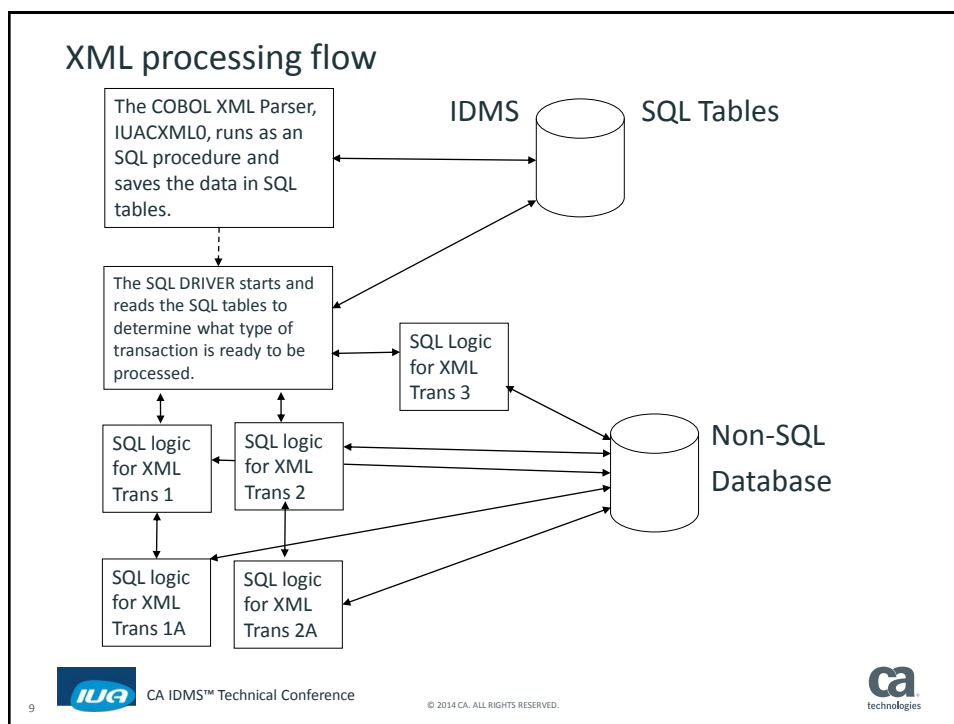 XML processing flow
The COBOL XML Parser,
IUACXML0, runs as an
SQL procedure and
saves the data in SQL
tables.
IDMS
SQL Tables
The SQL DRIVER starts and
reads the SQL tables to
determine what type of
transaction is ready to be
processed.
SQL Logic
for XML
Trans 3
SQL logic
for XML
Trans 1
SQL logic
for XML
Trans 2
Non-SQL
Database
SQL logic
for XML
Trans 1A
SQL logic
for XML
Trans 2A
9
IUA
CA IDMS™ Technical Conference
© 2014 CA. ALL RIGHTS RESERVED.
ca
technologies